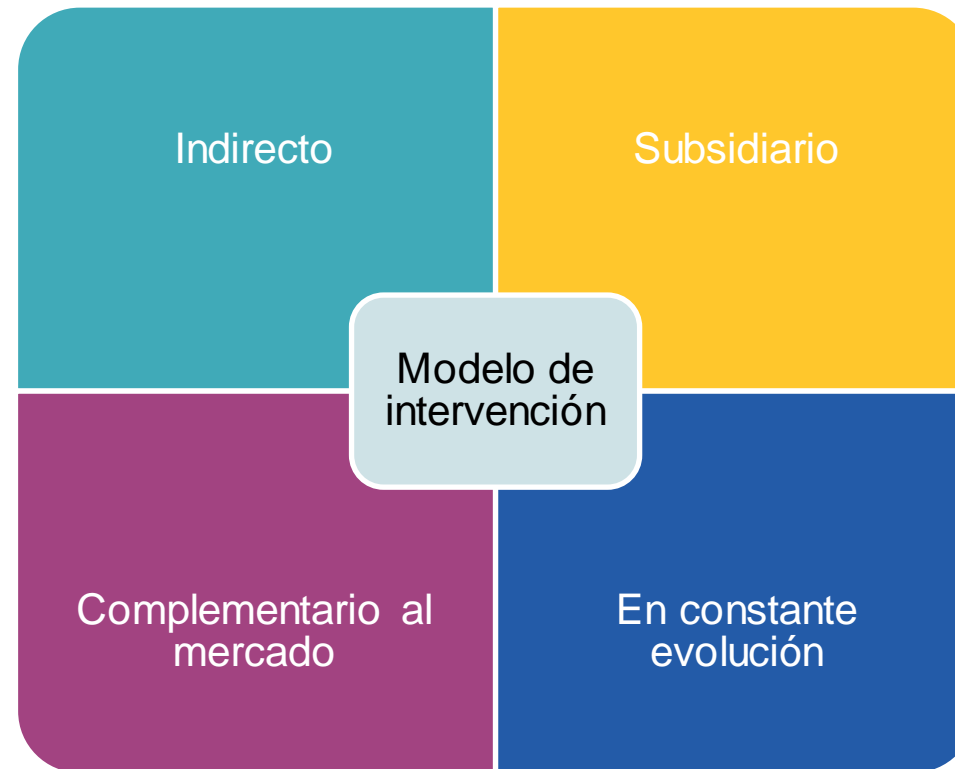 Indirecto
Subsidiario
Modelo de
intervención
Complementario al
mercado
En constante
evolución